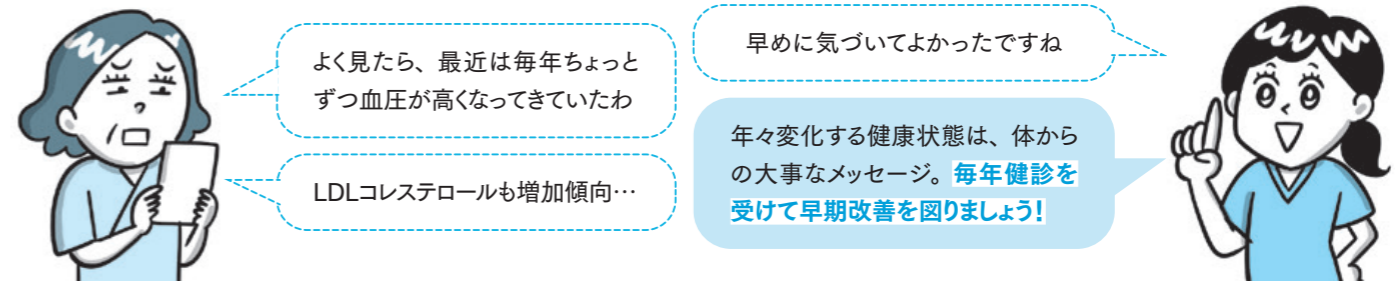 よく見たら、最近は毎年ちょっと
ずつ血圧が高くなってきていたわ
LDLコレステロールも増加傾向…
早めに気づいてよかったですね
年々変化する健康状態は、体から
の大事なメッセージ。毎年健診を
受けて早期改善を図りましょう!